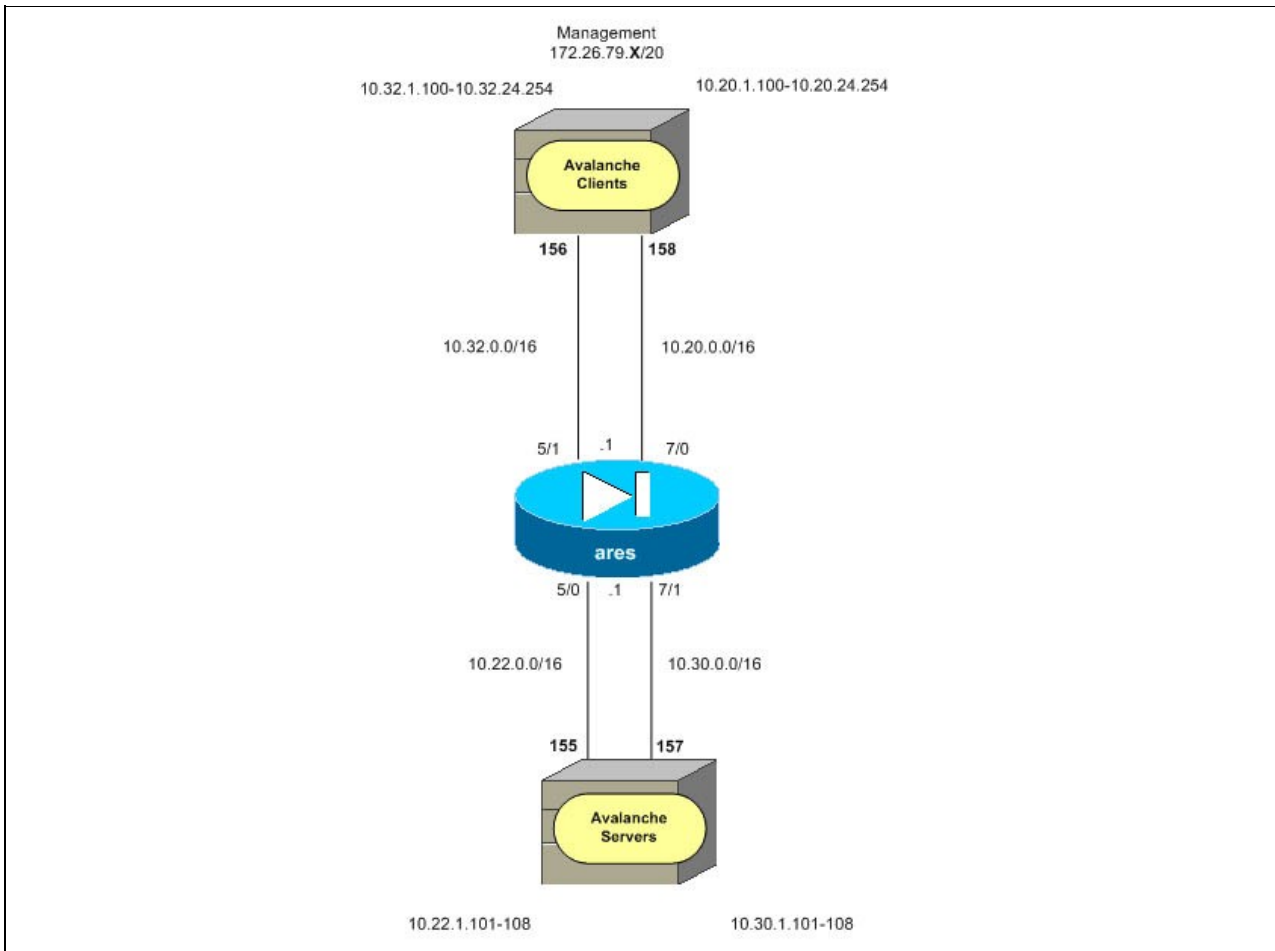 Management
172.26.79.X/20
10.32.1.100-10.32.24.254
10.20.1.100-10.20.24.254
Avalanche
Clients
156
158
10.32.0.0/16
10.20.0.0/16
5/1
.1
7/0
ares
5/0
.1
7/1
10.22.0.0/16
10.30.0.0/16
155
157
Avalanche
Servers
10.22.1.101-108
10.30.1.101-108